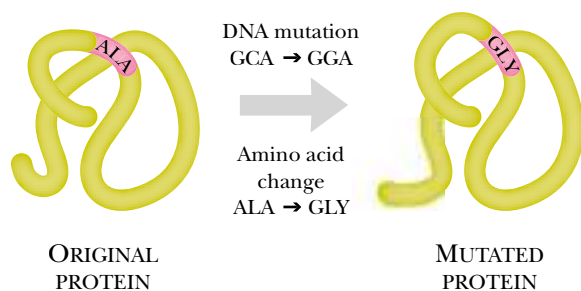 ALA
DNA mutation
GCA ➔ GGA
Amino acid
change
ALA ➔ GLY
GLY
ORIGINAL
PROTEIN
MUTATED
PROTEIN